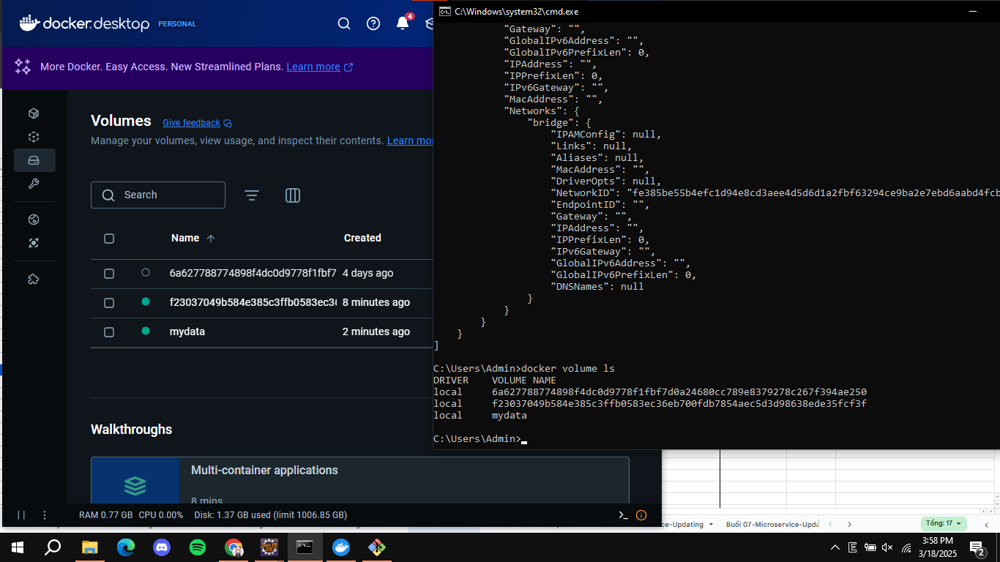 docker desktop PERSONAL
4
More Docker. Easy Access. New Streamlined Plans. Learn more
Volumes Give feedback
Manage your volumes, view usage, and inspect their contents. Learn mo
Search
Name Created
6a627788774898f4dc0d9778f1fbf7 4 days ago
f23037049b584e385c3ffb0583ec36 8 minutes ago
mydata 2 minutes ago
Walkthroughs
Multi-container applications
8 mins
RAM 0.77 GB CPU 0.00% Disk: 1.37 GB used (limit 1006.85 GB)
C:\Windows\system32\cmd.exe
"Gateway": "",
"GlobalIPv6Address": "",
"GlobalIPv6PrefixLen": 0,
"IPAddress": "",
"IPPrefixLen": 0,
"IPv6Gateway": "",
"MacAddress": "",
"Networks": {
"bridge": {
"IPAMConfig": null,
"Links": null,
"Aliases": null,
"MacAddress": "",
"DriverOpts": null,
"NetworkID": "fe385be55b4efc1d94e8cd3aee4d5d6d1a2fbf63294ce9ba2e7ebd6aabd4fcb
"EndpointID": "",
"Gateway": "",
"IPAddress": "",
"IPPrefixLen": 0,
"IPv6Gateway": "",
"GlobalIPv6Address": "",
"GlobalIPv6PrefixLen": 0,
"DNSNames": null
}
}
}
}
]
C:\Users\Admin>docker volume ls
DRIVER VOLUME NAME
local 6a627788774898f4dc0d9778f1fbf7d0a24680cc789e8379278c267f394ae250
local f23037049b584e385c3ffb0583ec36eb700fdb7854aec5d3d98638ede35fcf3f
local mydata
C:\Users\Admin>
ce-Updating Buổi 07-Microservice-Upda Tổng: 17
3:58 PM
3/18/2025
2